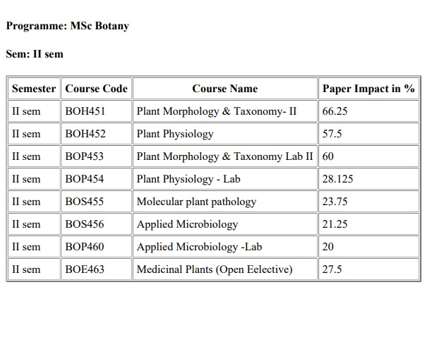 Programme: MSc Botany
Sem: II sem
Semester Course Code Course Name Paper Impact in %
II sem BOH451 Plant Morphology & Taxonomy- II 66.25
II sem BOH452 Plant Physiology 57.5
II sem BOP453 Plant Morphology & Taxonomy Lab II 60
II sem BOP454 Plant Physiology - Lab 28.125
II sem BOS455 Molecular plant pathology 23.75
II sem BOS456 Applied Microbiology 21.25
II sem BOP460 Applied Microbiology -Lab 20
II sem BOE463 Medicinal Plants (Open Eelective) 27.5